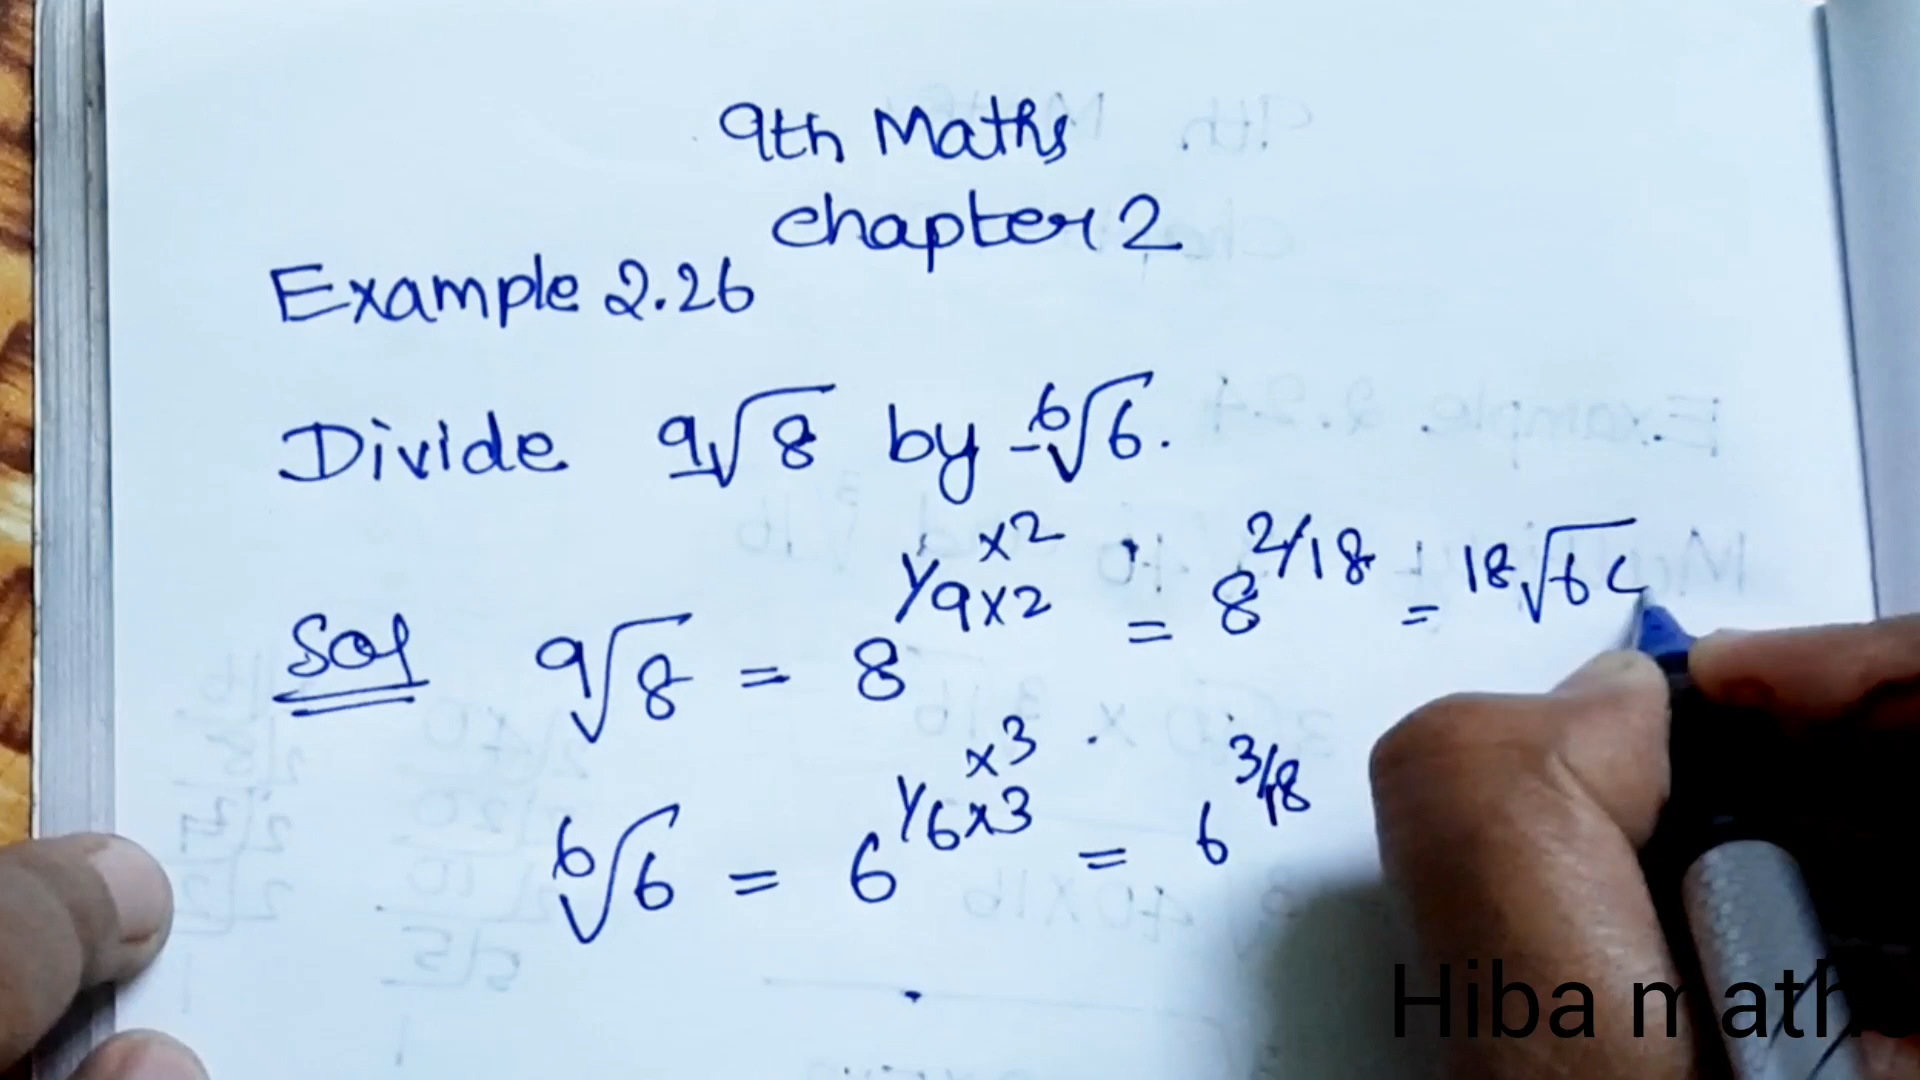 9th Maths
chapter 2
Example 2.26
Divide ⁹√8 by ⁶√6.
Sol ⁹√8 = 8^(1/9×2)^(×2) = 8^(2/18) = ¹⁸√64
⁶√6 = 6^(1/6×3)^(×3) = 6^(3/18)
Hiba math